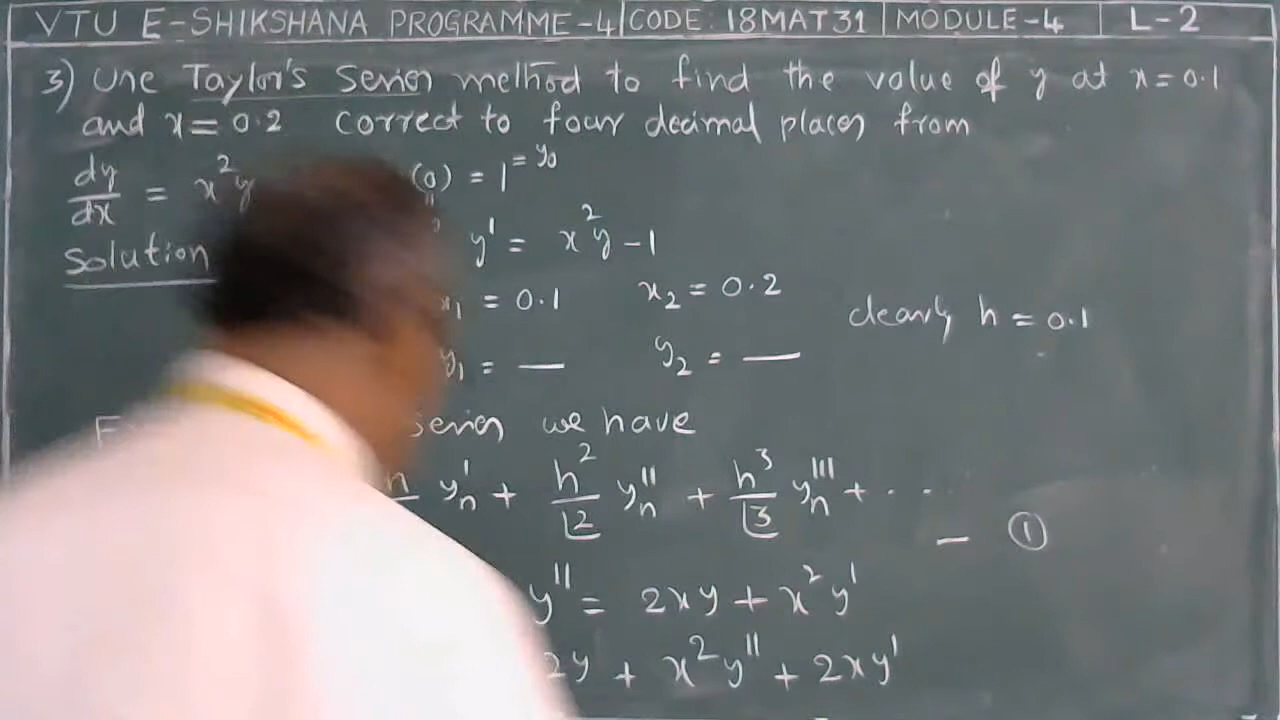 VTU E-SHIKSHANA PROGRAMME-4 CODE: 18MAT31 MODULE-4 L-2
3) Use Taylor's Series method to find the value of y at x = 0.1
and x = 0.2 correct to four decimal places from
dy/dx = x²y (0) = 1 = y₀
Solution y' = x²y - 1
x₁ = 0.1 x₂ = 0.2 clearly h = 0.1
y₁ = — y₂ = —
series we have
y'ₙ + h²/⌊2 y''ₙ + h³/⌊3 y'''ₙ + ...
— ①
y'' = 2xy + x²y'
2y + x²y'' + 2xy'